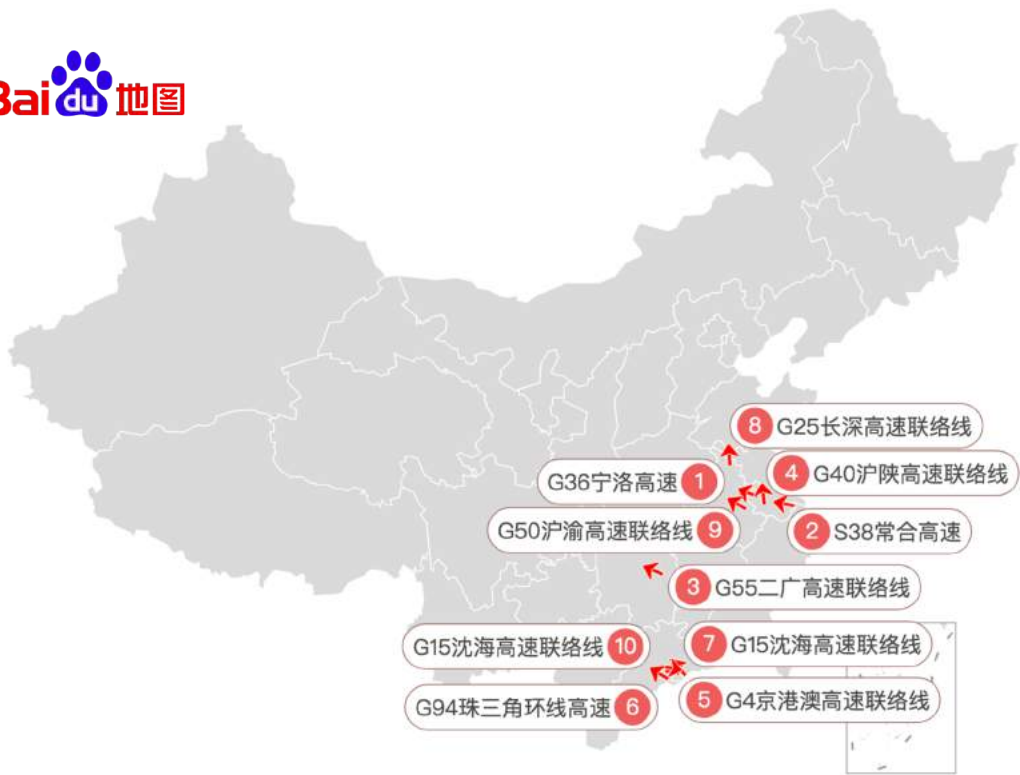 Baidu地图
8 G25长深高速联络线
G36宁洛高速 1
4 G40沪陕高速联络线
G50沪渝高速联络线 9
2 S38常合高速
3 G55二广高速联络线
G15沈海高速联络线 10
7 G15沈海高速联络线
G94珠三角环线高速 6
5 G4京港澳高速联络线